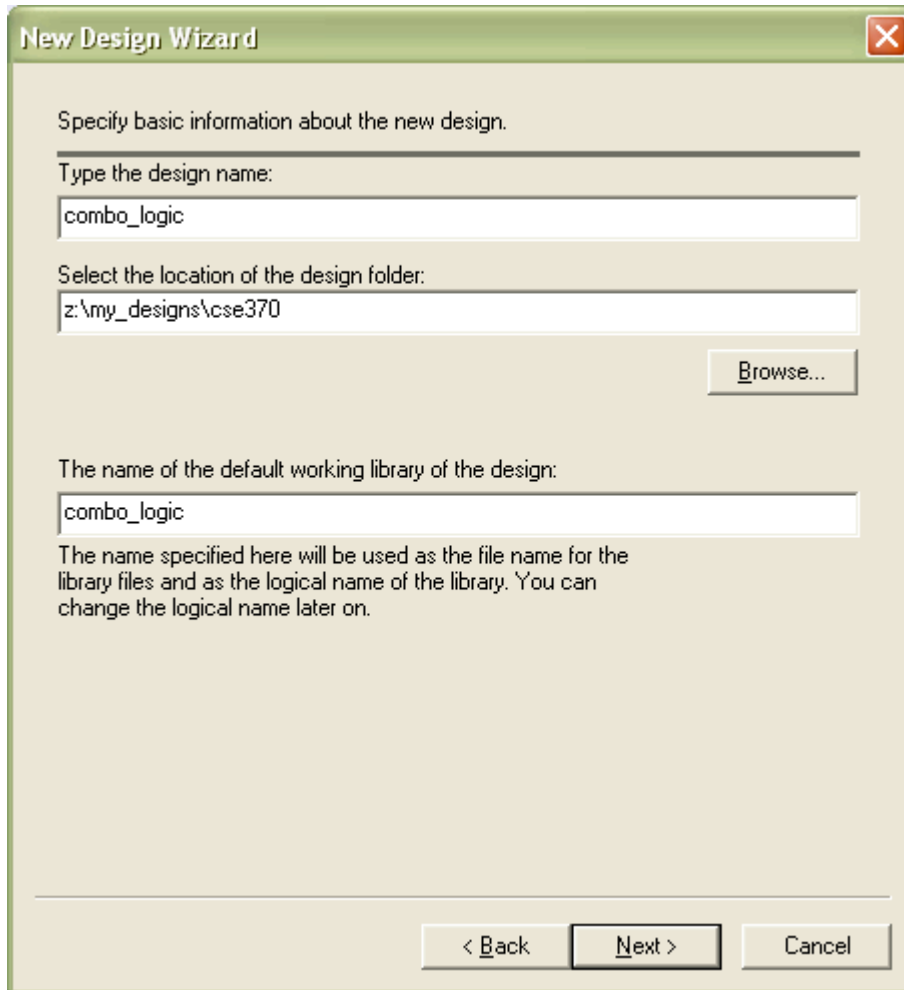 New Design Wizard
Specify basic information about the new design.
Type the design name:
combo_logic
Select the location of the design folder:
z:\my_designs\cse370
Browse...
The name of the default working library of the design:
combo_logic
The name specified here will be used as the file name for the
library files and as the logical name of the library. You can
change the logical name later on.
< Back Next > Cancel